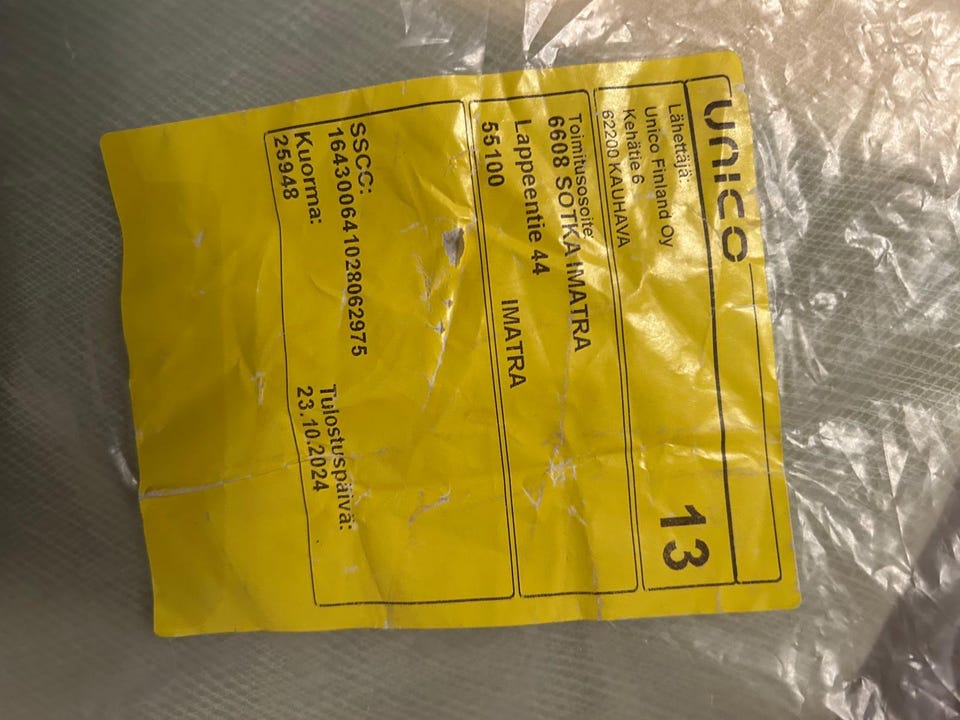 UNICO
Lähettäjä:
Unico Finland Oy
Kehätie 6
62200 KAUHAVA
13
Toimitusosoite:
6608 SOTKA IMATRA
Lappeentie 44
55100 IMATRA
SSCC:
164300641028062975
Kuorma:
25948
Tulostuspäivä:
23.10.2024